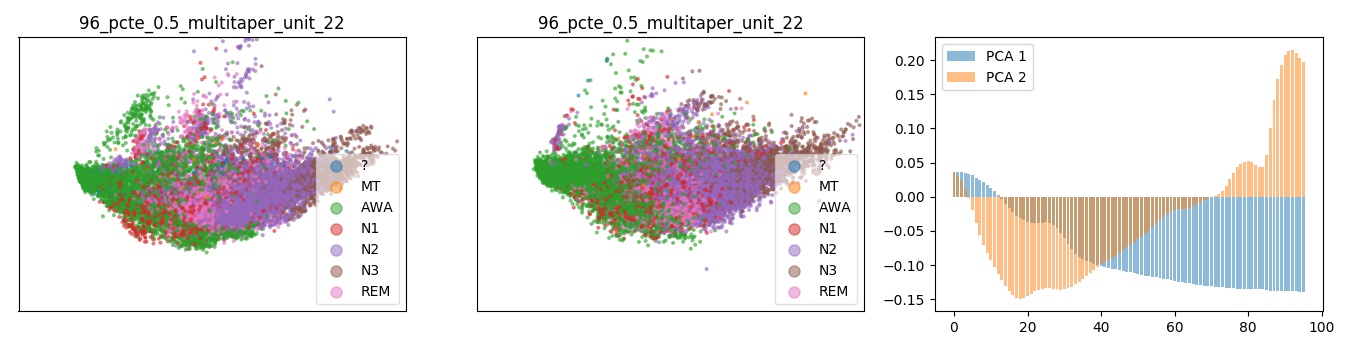 96_pcte_0.5_multitaper_unit_22
?
MT
AWA
N1
N2
N3
REM
96_pcte_0.5_multitaper_unit_22
?
MT
AWA
N1
N2
N3
REM
PCA 1
PCA 2
0.20
0.15
0.10
0.05
0.00
−0.05
−0.10
−0.15
0 20 40 60 80 100